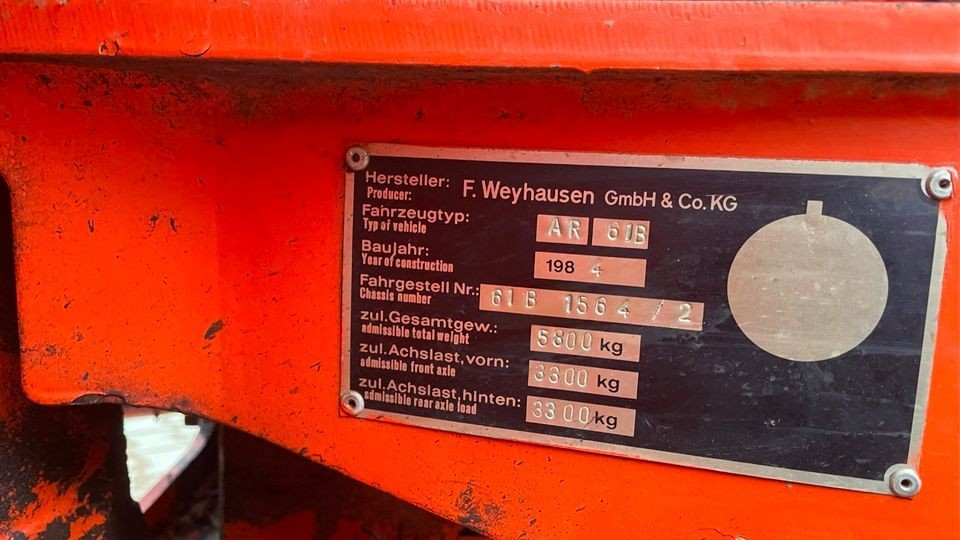 Hersteller: F. Weyhausen GmbH & Co. KG
Producer:
Fahrzeugtyp: AR 61B
Typ of vehicle
Baujahr: 198 4
Year of construction
Fahrgestell Nr.: 61B 1564/2
Chassis number
zul. Gesamtgew.: 5800 kg
admissible total weight
zul. Achslast, vorn: 3300 kg
admissible front axle
zul. Achslast, hinten: 3300 kg
admissible rear axle load